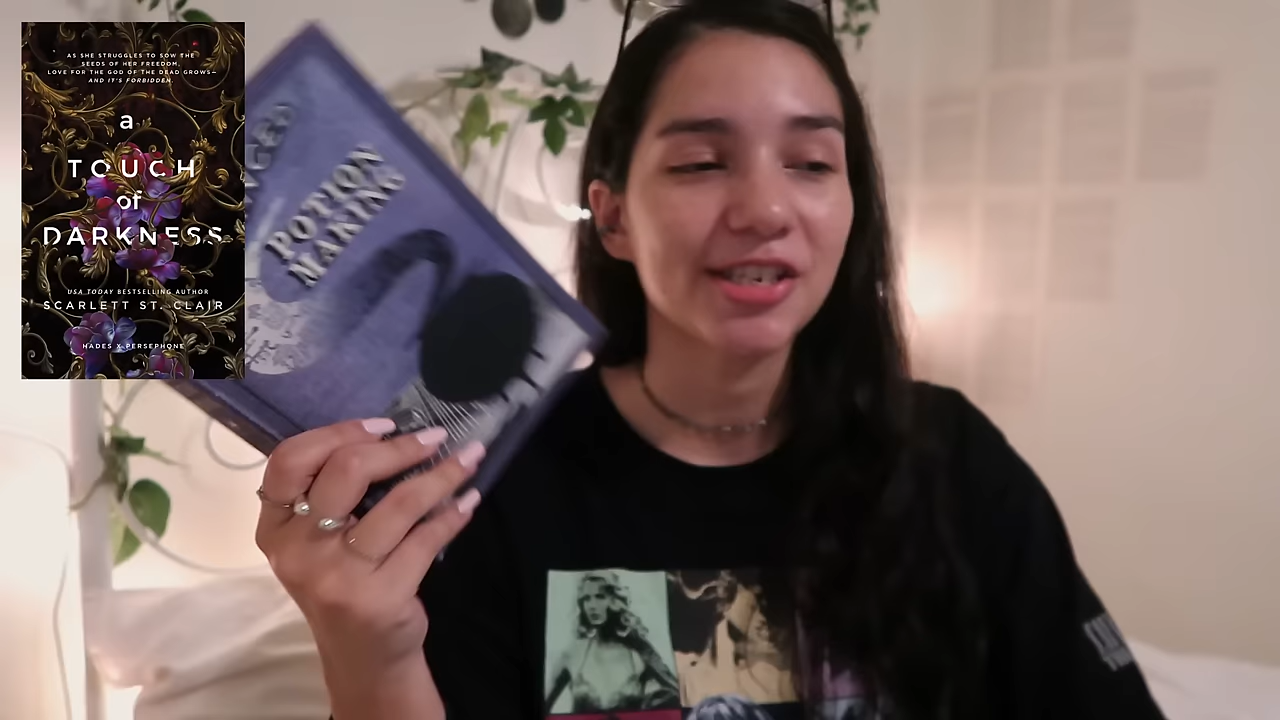 AS SHE STRUGGLES TO SOW THE
SEEDS OF HER FREEDOM,
LOVE FOR THE GOD OF THE DEAD GROWS—
AND IT'S FORBIDDEN.
a
TOUCH
of
DARKNESS
USA TODAY BESTSELLING AUTHOR
SCARLETT ST. CLAIR
HADES X PERSEPHONE
POTION
MAKING